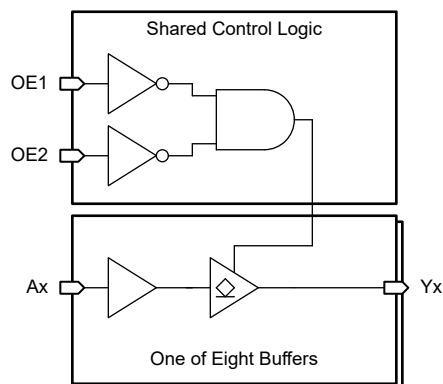 Shared Control Logic
OE1
OE2
Ax
Yx
One of Eight Buffers